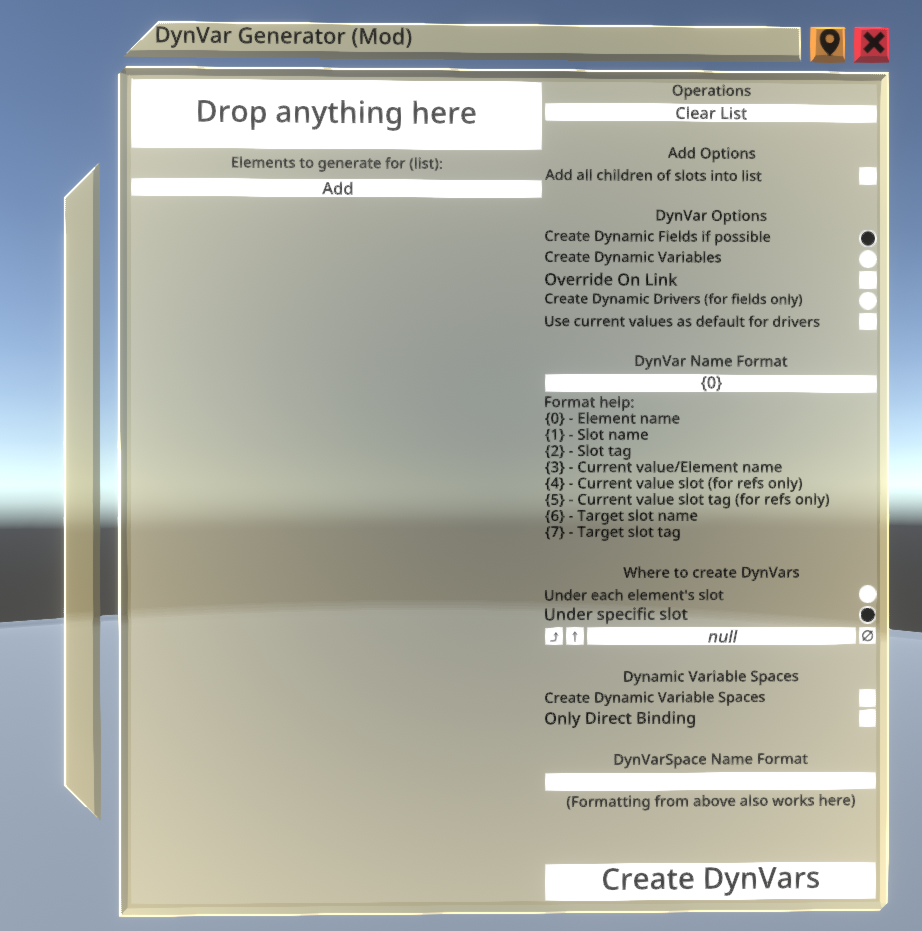 DynVar Generator (Mod)
Drop anything here
Elements to generate for (list):
Add
Operations
Clear List
Add Options
Add all children of slots into list
DynVar Options
Create Dynamic Fields if possible
Create Dynamic Variables
Override On Link
Create Dynamic Drivers (for fields only)
Use current values as default for drivers
DynVar Name Format
{0}
Format help:
{0} - Element name
{1} - Slot name
{2} - Slot tag
{3} - Current value/Element name
{4} - Current value slot (for refs only)
{5} - Current value slot tag (for refs only)
{6} - Target slot name
{7} - Target slot tag
Where to create DynVars
Under each element's slot
Under specific slot
⤴ ↑ null ∅
Dynamic Variable Spaces
Create Dynamic Variable Spaces
Only Direct Binding
DynVarSpace Name Format
(Formatting from above also works here)
Create DynVars